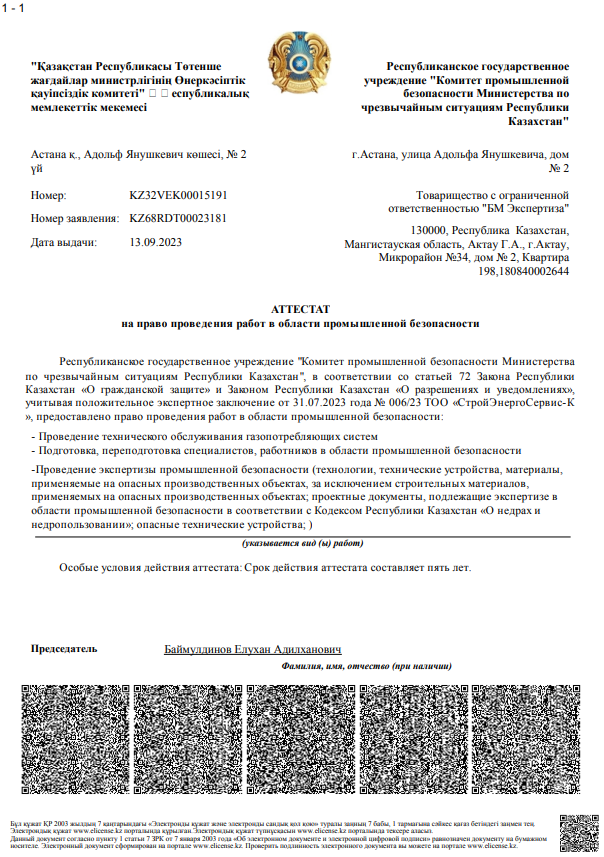 1 - 1
"Қазақстан Республикасы Төтенше
жағдайлар министрлігінің Өнеркәсіптік
қауіпсіздік комитеті" еспубликалық
мемлекеттік мекемесі
Республиканское государственное
учреждение "Комитет промышленной
безопасности Министерства по
чрезвычайным ситуациям Республики
Казахстан"
Астана қ., Адольф Янушкевич көшесі, № 2
үй
г.Астана, улица Адольфа Янушкевича, дом
№ 2
Номер: KZ32VEK00015191
Номер заявления: KZ68RDT00023181
Дата выдачи: 13.09.2023
Товарищество с ограниченной
ответственностью "БМ Экспертиза"
130000, Республика Казахстан,
Мангистауская область, Актау Г.А., г.Актау,
Микрорайон №34, дом № 2, Квартира
198,180840002644
АТТЕСТАТ
на право проведения работ в области промышленной безопасности
Республиканское государственное учреждение "Комитет промышленной безопасности Министерства
по чрезвычайным ситуациям Республики Казахстан", в соответствии со статьей 72 Закона Республики
Казахстан «О гражданской защите» и Законом Республики Казахстан «О разрешениях и уведомлениях»,
учитывая положительное экспертное заключение от 31.07.2023 года № 006/23 ТОО «СтройЭнергоСервис-К
», предоставлено право проведения работ в области промышленной безопасности:
- Проведение технического обслуживания газопотребляющих систем
- Подготовка, переподготовка специалистов, работников в области промышленной безопасности
-Проведение экспертизы промышленной безопасности (технологии, технические устройства, материалы,
применяемые на опасных производственных объектах, за исключением строительных материалов,
применяемых на опасных производственных объектах; проектные документы, подлежащие экспертизе в
области промышленной безопасности в соответствии с Кодексом Республики Казахстан «О недрах и
недропользовании»; опасные технические устройства; )
(указывается вид (ы) работ)
Особые условия действия аттестата: Срок действия аттестата составляет пять лет.
Председатель Баймулдинов Елухан Адилханович
Фамилия, имя, отчество (при наличии)
Бұл құжат ҚР 2003 жылдың 7 қаңтарындағы «Электронды құжат және электронды сандық қол қою» туралы заңның 7 бабы, 1 тармағына сәйкес қағаз бетіндегі заңмен тең.
Электрондық құжат www.elicense.kz порталында құрылған.Электрондық құжат түпнұсқасын www.elicense.kz порталында тексере аласыз.
Данный документ согласно пункту 1 статьи 7 ЗРК от 7 января 2003 года «Об электронном документе и электронной цифровой подписи» равнозначен документу на бумажном
носителе. Электронный документ сформирован на портале www.elicense.kz. Проверить подлинность электронного документа вы можете на портале www.elicense.kz.